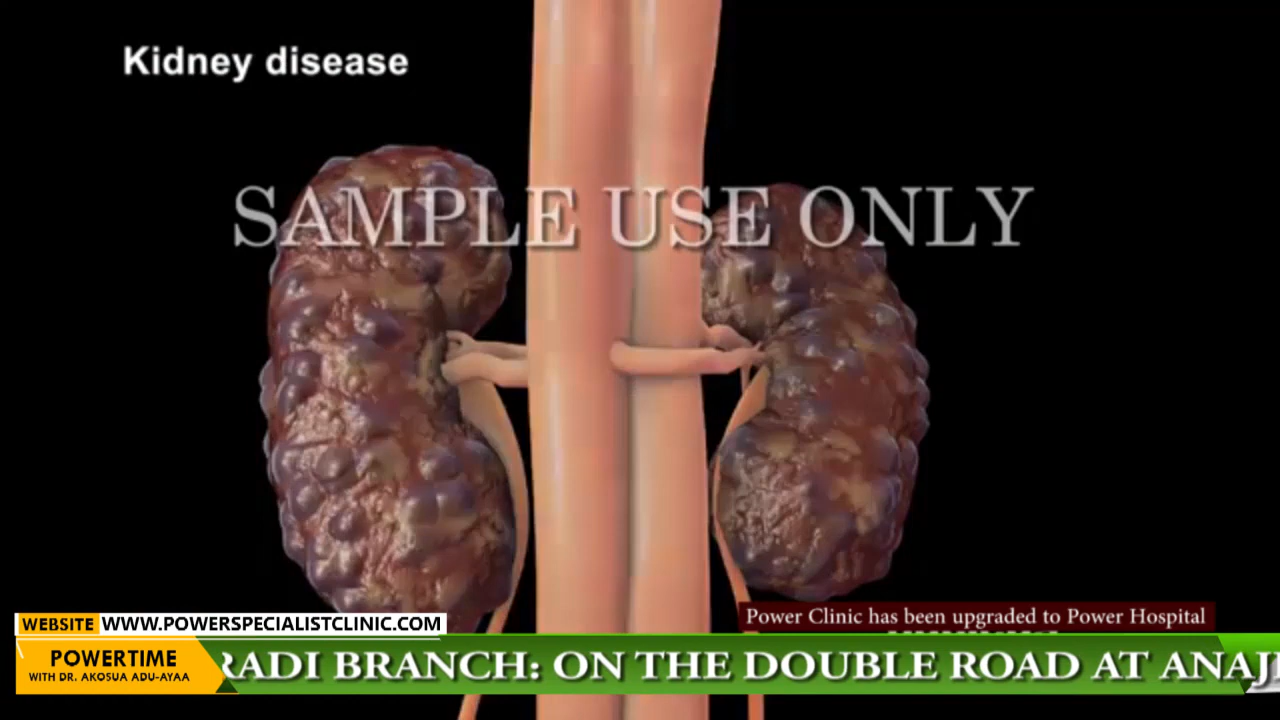 Kidney disease
SAMPLE USE ONLY
Power Clinic has been upgraded to Power Hospital
WEBSITE WWW.POWERSPECIALISTCLINIC.COM
POWERTIME
WITH DR. AKOSUA ADU-AYAA
RADI BRANCH: ON THE DOUBLE ROAD AT ANAJI